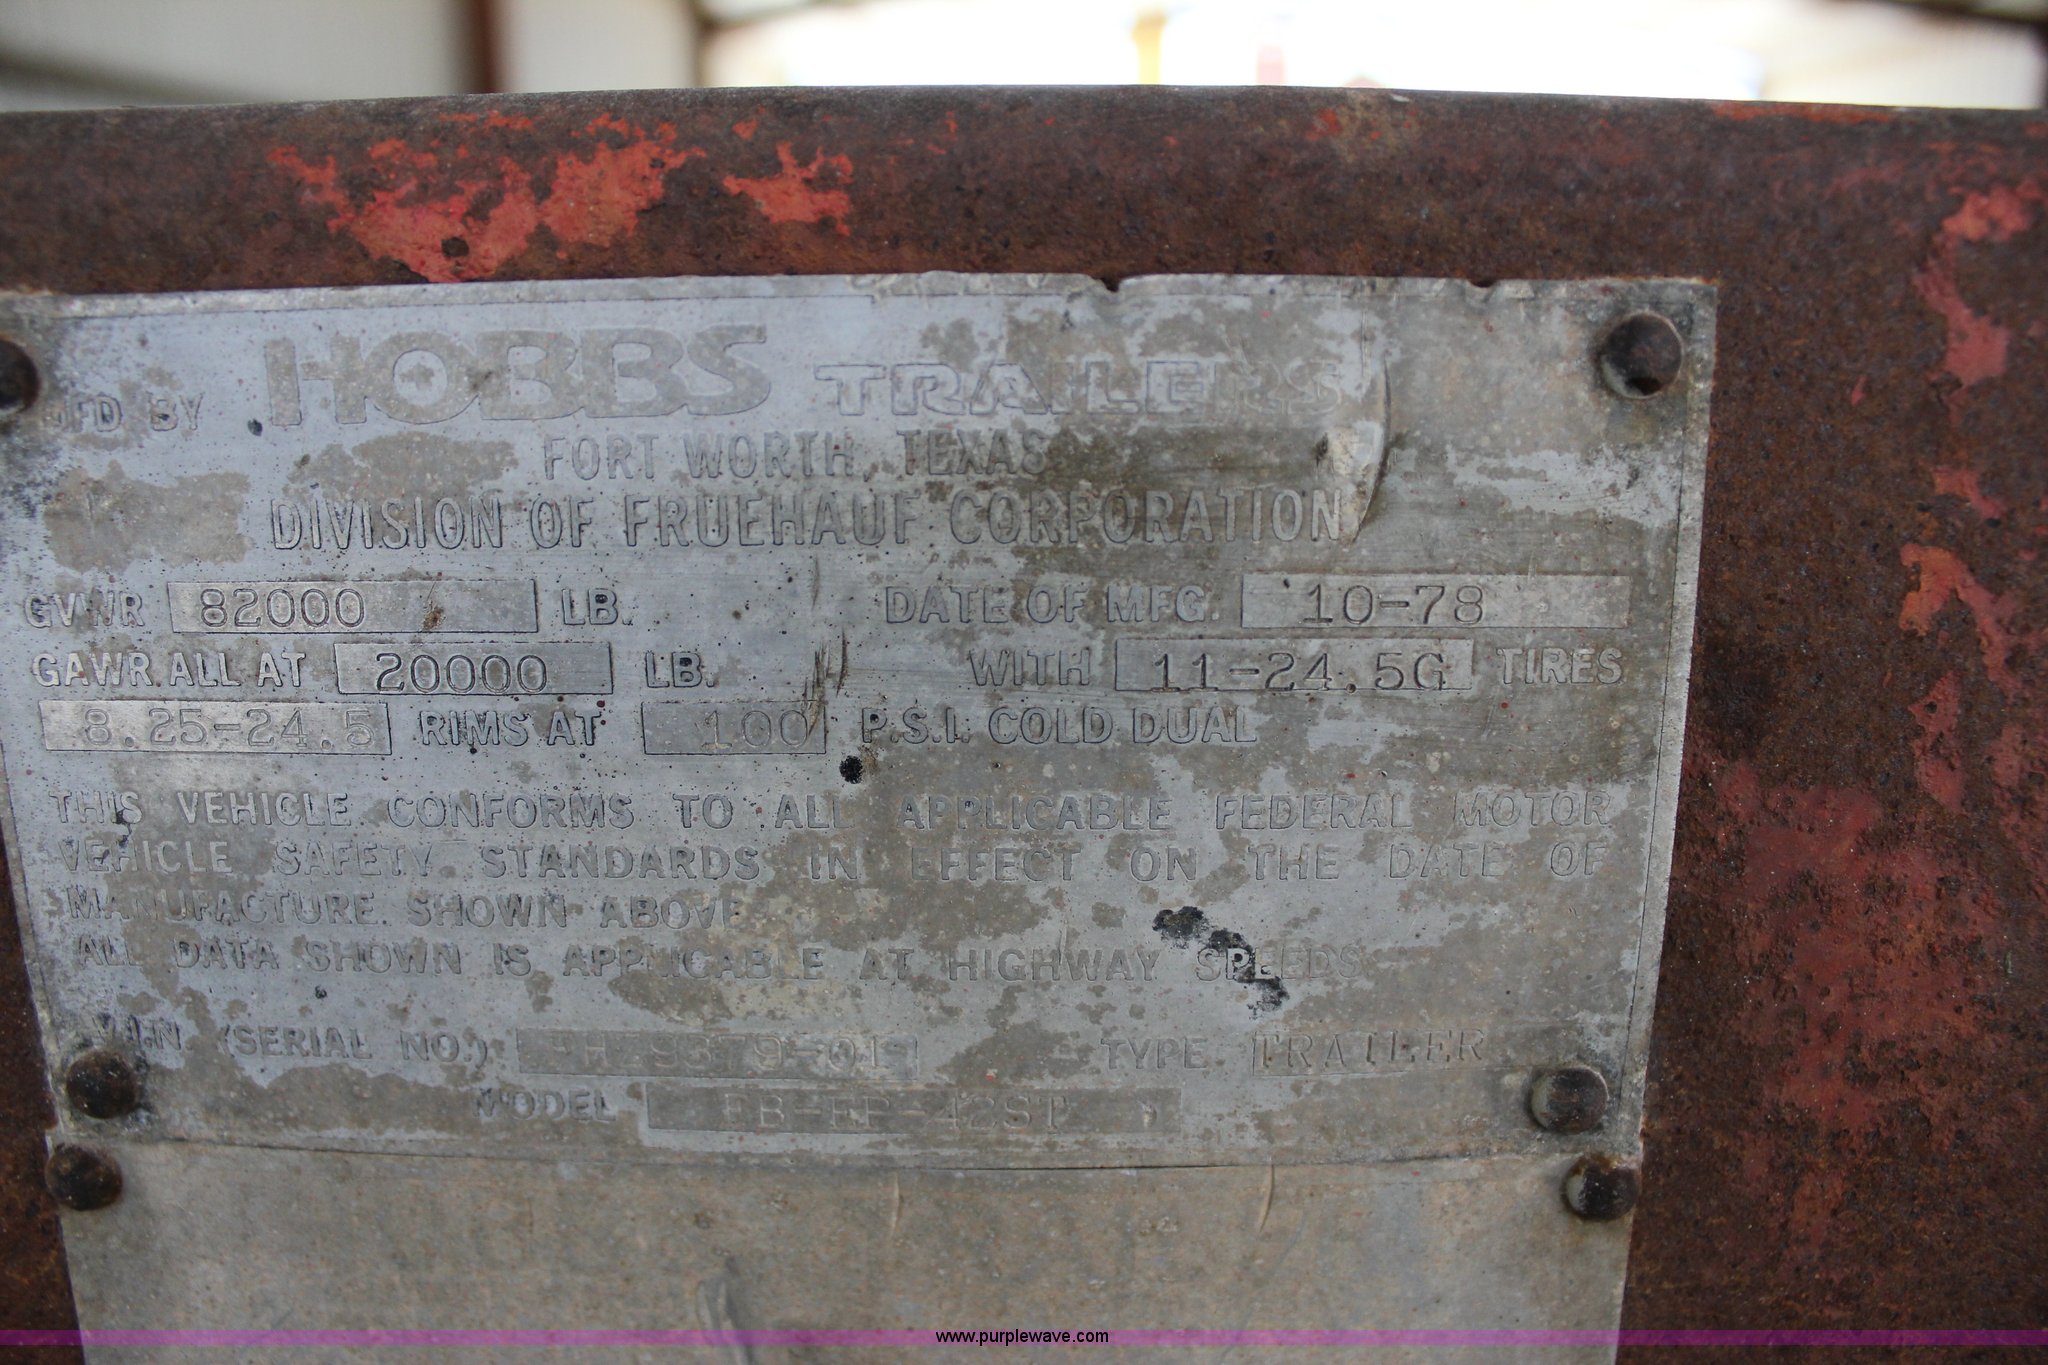 MFD BY HOBBS TRAILERS
FORT WORTH, TEXAS
DIVISION OF FRUEHAUF CORPORATION
GVWR 82000 LB. DATE OF MFG. 10-78
GAWR ALL AT 20000 LB. WITH 11-24.5G TIRES
8.25-24.5 RIMS AT 100 P.S.I. COLD DUAL
THIS VEHICLE CONFORMS TO ALL APPLICABLE FEDERAL MOTOR
VEHICLE SAFETY STANDARDS IN EFFECT ON THE DATE OF
MANUFACTURE SHOWN ABOVE
ALL DATA SHOWN IS APPLICABLE AT HIGHWAY SPEEDS
V.I.N (SERIAL NO.) TYPE TRAILER
MODEL
www.purplewave.com